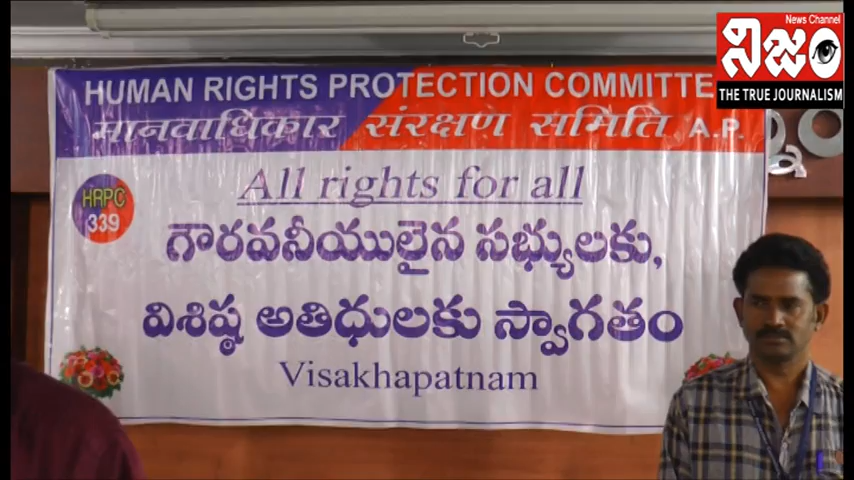 News Channel
నిజం
THE TRUE JOURNALISM
HUMAN RIGHTS PROTECTION COMMITTE
मानवाधिकार संरक्षण समिति A.P.
All rights for all
HRPC
339
గౌరవనీయులైన సభ్యులకు,
విశిష్ఠ అతిధులకు స్వాగతం
Visakhapatnam